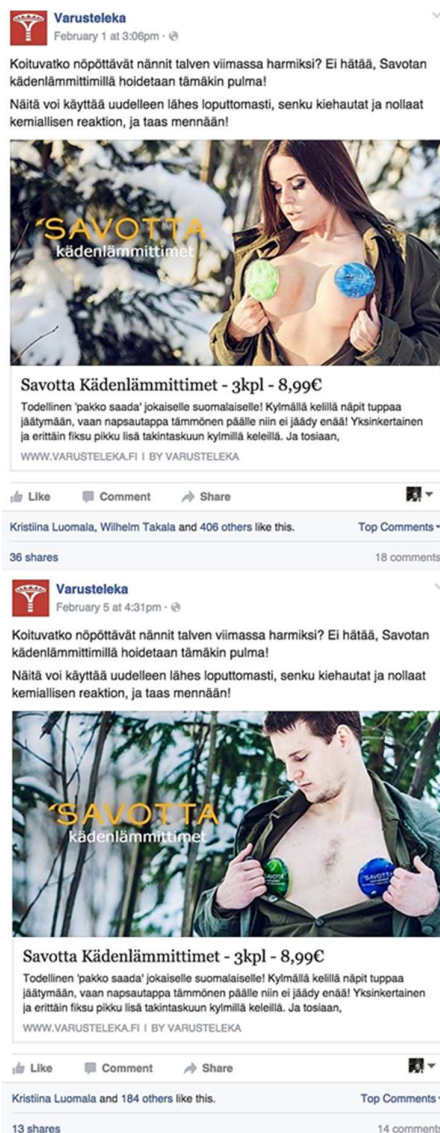 Varusteleka
February 1 at 3:06pm ·
Koituvatko nöpöttävät nännit talven viimassa harmiksi? Ei hätää, Savotan
kädenlämmittimillä hoidetaan tämäkin pulma!
Näitä voi käyttää uudelleen lähes loputtomasti, senku kiehautat ja nollaat
kemiallisen reaktion, ja taas mennään!
SAVOTTA
kädenlämmittimet
Savotta Kädenlämmittimet - 3kpl - 8,99€
Todellinen 'pakko saada' jokaiselle suomalaiselle! Kylmällä kelillä näpit tuppaa
jäätymään, vaan napsautappa tämmönen päälle niin ei jäädy enää! Yksinkertainen
ja erittäin fiksu pikku lisä takintaskuun kylmillä keleillä. Ja tosiaan,
WWW.VARUSTELEKA.FI | BY VARUSTELEKA
Like Comment Share
Kristiina Luomala, Wilhelm Takala and 406 others like this. Top Comments
36 shares 18 comments
Varusteleka
February 5 at 4:31pm ·
Koituvatko nöpöttävät nännit talven viimassa harmiksi? Ei hätää, Savotan
kädenlämmittimillä hoidetaan tämäkin pulma!
Näitä voi käyttää uudelleen lähes loputtomasti, senku kiehautat ja nollaat
kemiallisen reaktion, ja taas mennään!
SAVOTTA
kädenlämmittimet
SAVOTTA
SAVOTTA
Savotta Kädenlämmittimet - 3kpl - 8,99€
Todellinen 'pakko saada' jokaiselle suomalaiselle! Kylmällä kelillä näpit tuppaa
jäätymään, vaan napsautappa tämmönen päälle niin ei jäädy enää! Yksinkertainen
ja erittäin fiksu pikku lisä takintaskuun kylmillä keleillä. Ja tosiaan,
WWW.VARUSTELEKA.FI | BY VARUSTELEKA
Like Comment Share
Kristiina Luomala and 184 others like this. Top Comments
13 shares 14 comments